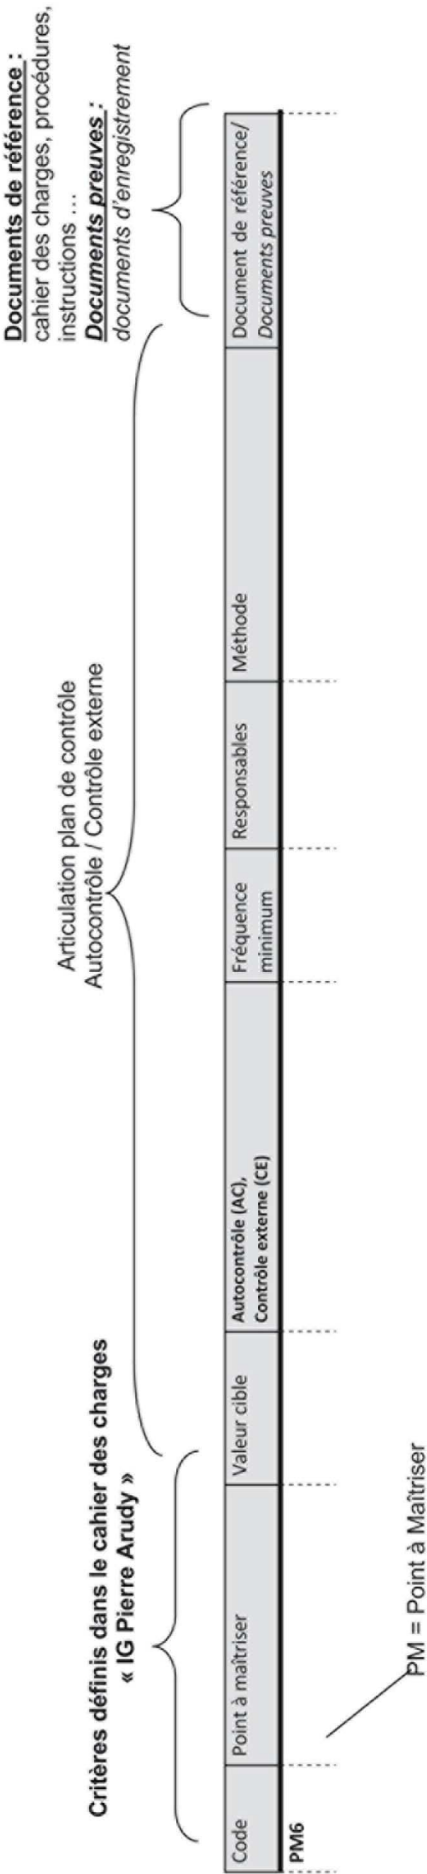 Documents de référence :
cahier des charges, procédures,
instructions …
Documents preuves :
documents d'enregistrement
Articulation plan de contrôle
Autocontrôle / Contrôle externe
Critères définis dans le cahier des charges
« IG Pierre Arudy »
Code
Point à maîtriser
Valeur cible
Autocontrôle (AC),
Contrôle externe (CE)
Fréquence
minimum
Responsables
Méthode
Document de référence/
Documents preuves
PM6
PM = Point à Maîtriser